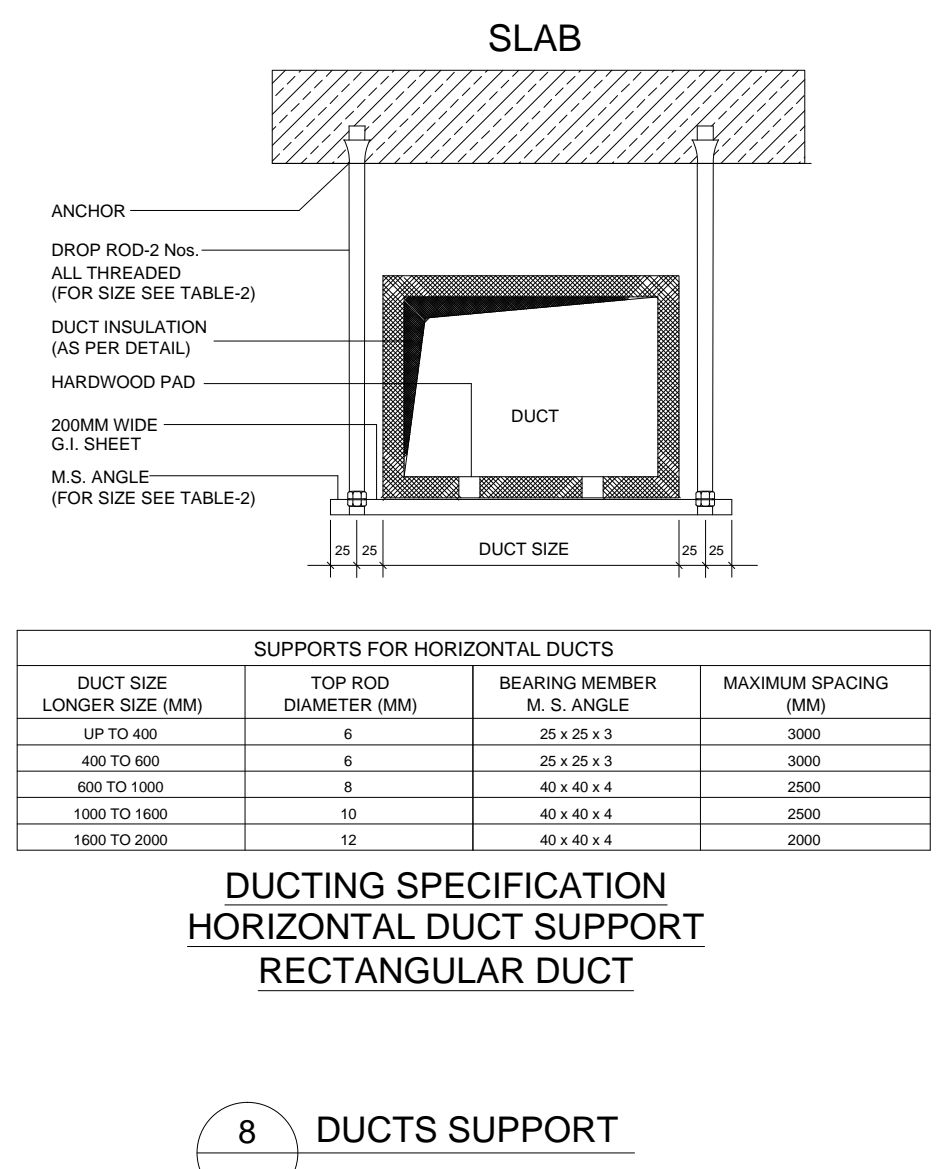 SLAB
ANCHOR
DROP ROD-2 Nos.
ALL THREADED
(FOR SIZE SEE TABLE-2)
DUCT INSULATION
(AS PER DETAIL)
HARDWOOD PAD
200MM WIDE
G.I. SHEET
M.S. ANGLE
(FOR SIZE SEE TABLE-2)
DUCT
25 25 DUCT SIZE 25 25
SUPPORTS FOR HORIZONTAL DUCTS
DUCT SIZE TOP ROD BEARING MEMBER MAXIMUM SPACING
LONGER SIZE (MM) DIAMETER (MM) M. S. ANGLE (MM)
UP TO 400 6 25 x 25 x 3 3000
400 TO 600 6 25 x 25 x 3 3000
600 TO 1000 8 40 x 40 x 4 2500
1000 TO 1600 10 40 x 40 x 4 2500
1600 TO 2000 12 40 x 40 x 4 2000
DUCTING SPECIFICATION
HORIZONTAL DUCT SUPPORT
RECTANGULAR DUCT
8 DUCTS SUPPORT